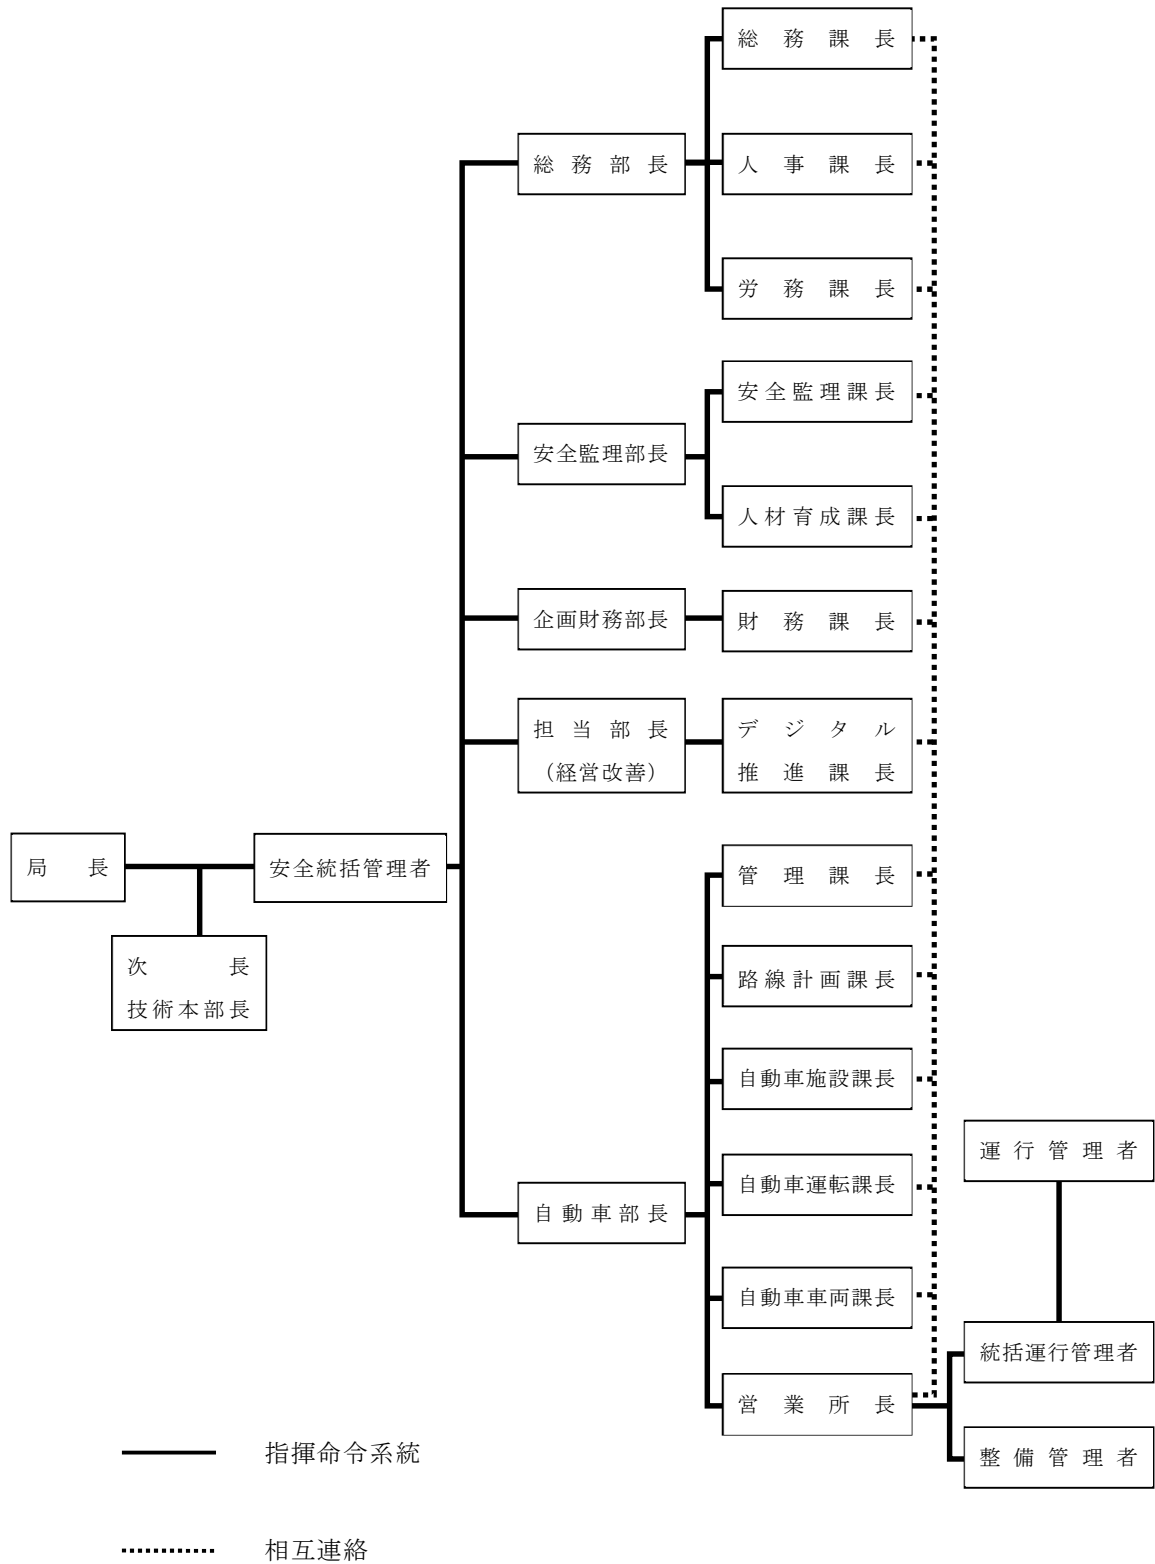 総務課長
総務部長
人事課長
労務課長
安全監理課長
安全監理部長
人材育成課長
企画財務部長
財務課長
担当部長
（経営改善）
デジタル
推進課長
局長
安全統括管理者
管理課長
次長
技術本部長
路線計画課長
自動車施設課長
運行管理者
自動車運転課長
自動車部長
自動車車両課長
統括運行管理者
営業所長
整備管理者
指揮命令系統
相互連絡